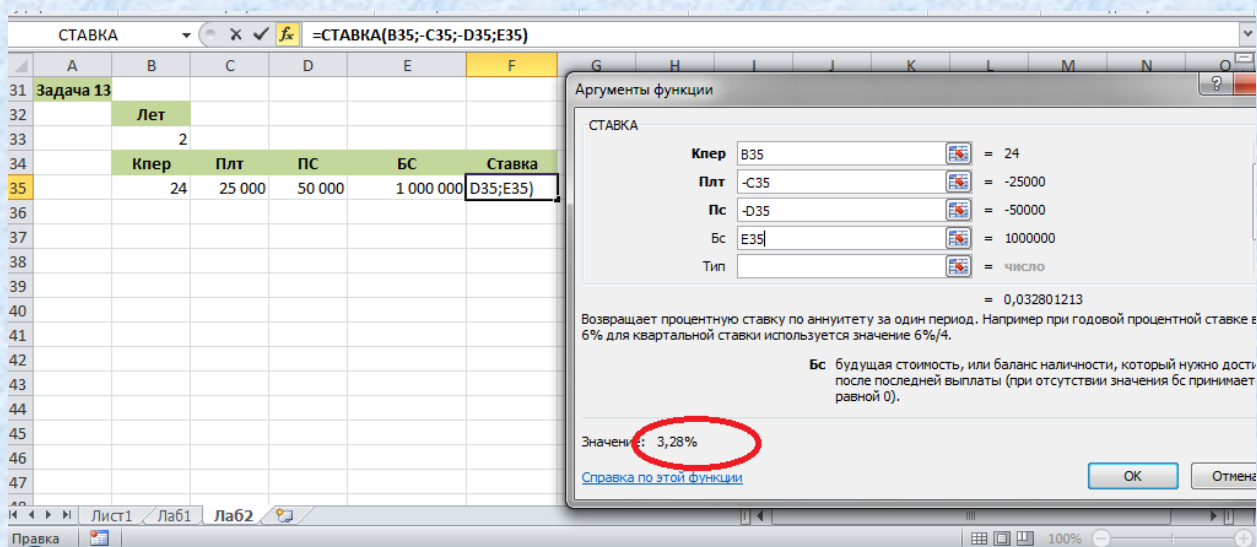 СТАВКА fx =СТАВКА(B35;-C35;-D35;E35)
A B C D E F G H I J K L M N O
31 Задача 13
32 Лет
33 2
34 Кпер Плт ПС БС Ставка
35 24 25 000 50 000 1 000 000 D35;E35)
36
37
38
39
40
41
42
43
44
45
46
47
Аргументы функции ?
СТАВКА
Кпер B35 = 24
Плт -C35 = -25000
Пс -D35 = -50000
Бс E35 = 1000000
Тип = число
= 0,032801213
Возвращает процентную ставку по аннуитету за один период. Например при годовой процентной ставке в
6% для квартальной ставки используется значение 6%/4.
Бс будущая стоимость, или баланс наличности, который нужно дости
после последней выплаты (при отсутствии значения бс принимает
равной 0).
Значение: 3,28%
Справка по этой функции OK Отмена
Лист1 Лаб1 Лаб2
Правка 100%